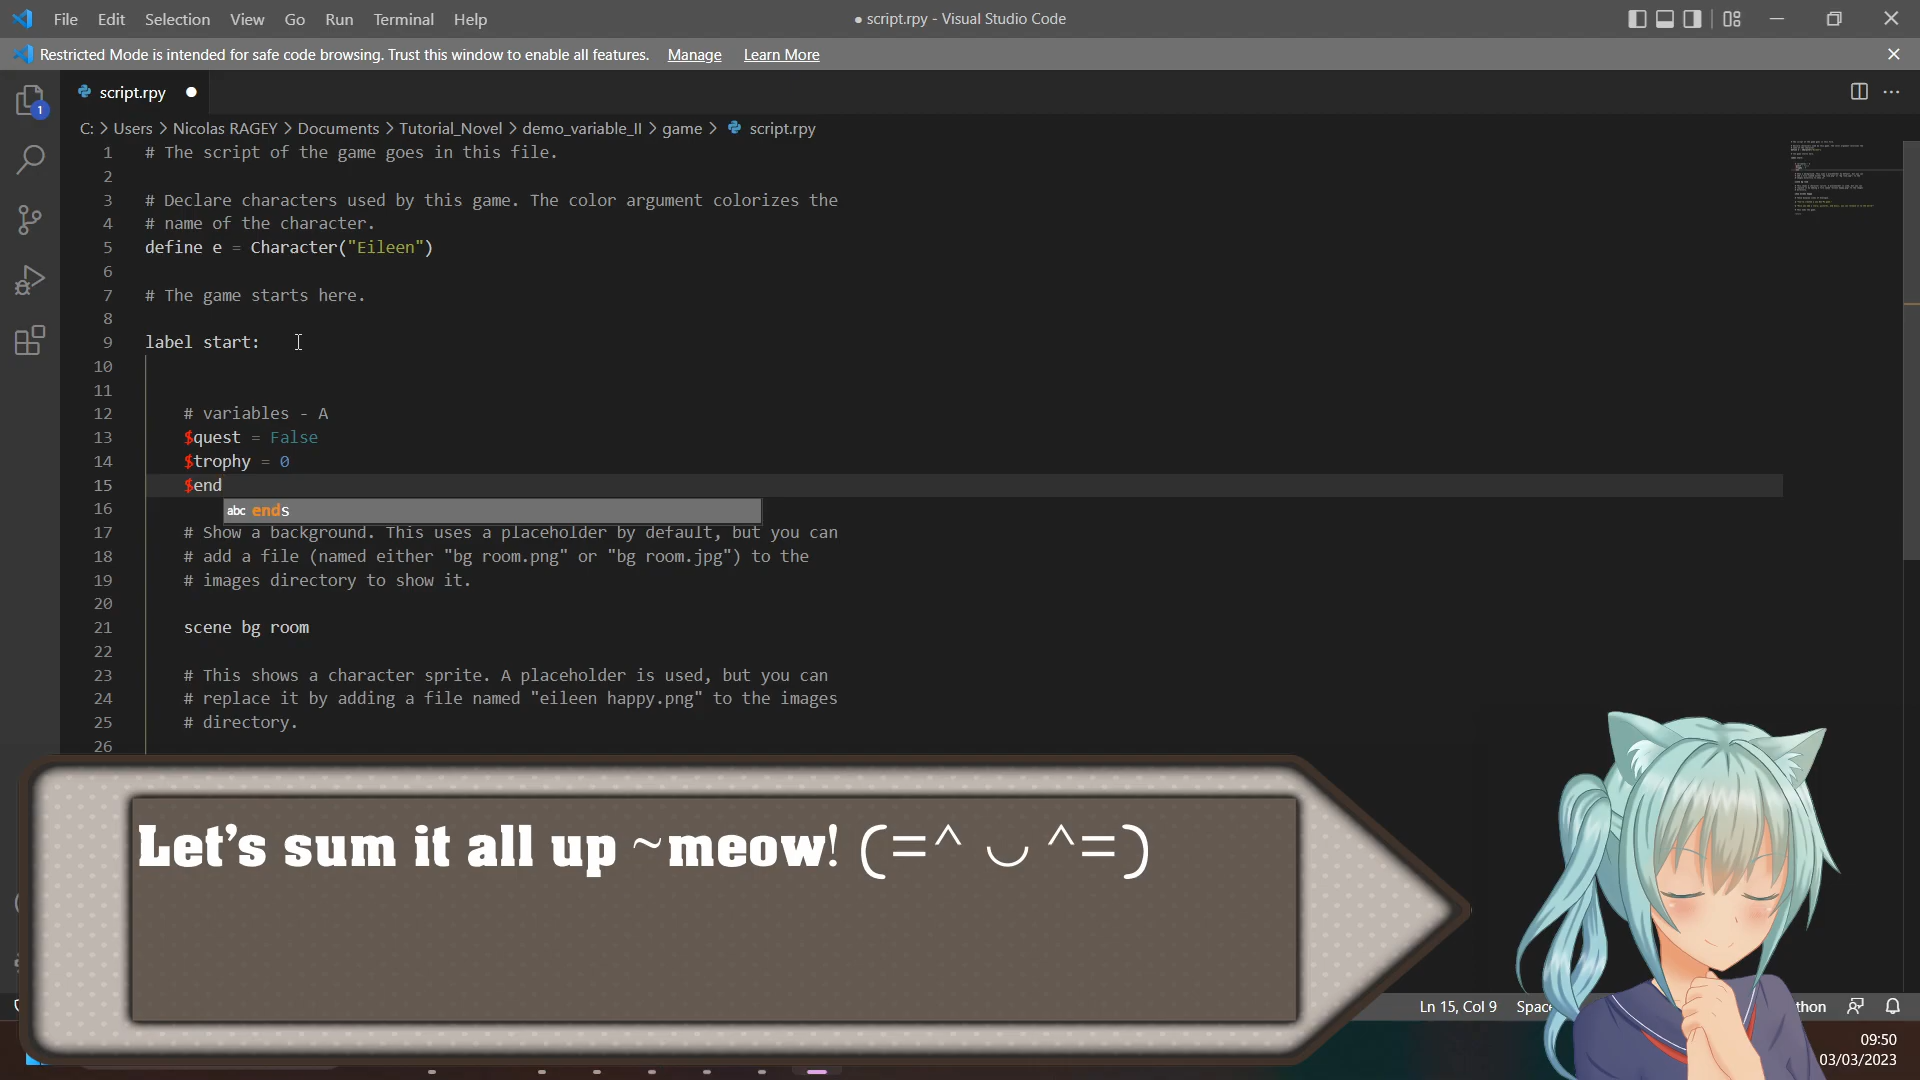 File Edit Selection View Go Run Terminal Help
● script.rpy - Visual Studio Code
Restricted Mode is intended for safe code browsing. Trust this window to enable all features. Manage Learn More
1
script.rpy
C: > Users > Nicolas RAGEY > Documents > Tutorial_Novel > demo_variable_II > game > script.rpy
1 # The script of the game goes in this file.
2
3 # Declare characters used by this game. The color argument colorizes the
4 # name of the character.
5 define e = Character("Eileen")
6
7 # The game starts here.
8
9 label start:
10
11
12 # variables - A
13 $quest = False
14 $trophy = 0
15 $end
16 abc ends
17 # Show a background. This uses a placeholder by default, but you can
18 # add a file (named either "bg room.png" or "bg room.jpg") to the
19 # images directory to show it.
20
21 scene bg room
22
23 # This shows a character sprite. A placeholder is used, but you can
24 # replace it by adding a file named "eileen happy.png" to the images
25 # directory.
26
Let's sum it all up ~meow! (=^ ◡ ^=)
Ln 15, Col 9
09:50
03/03/2023